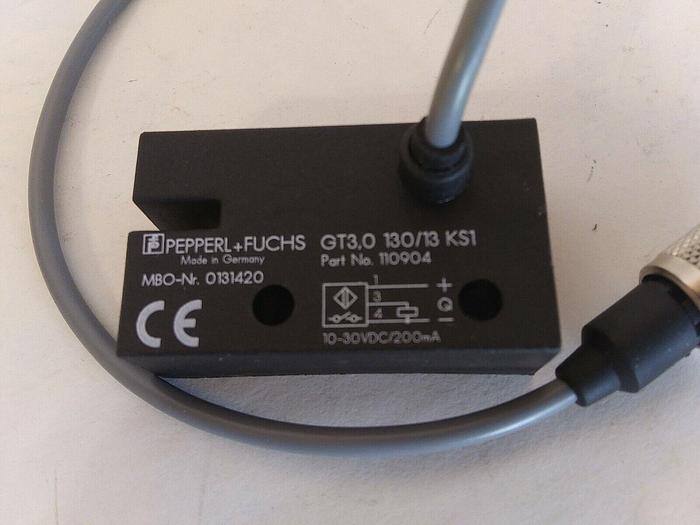 PEPPERL+FUCHS GT3,0 130/13 KS1
Made in Germany Part No. 110904
MBO-Nr. 0131420
1 +
3 Q
4 –
CE
10-30VDC/200mA